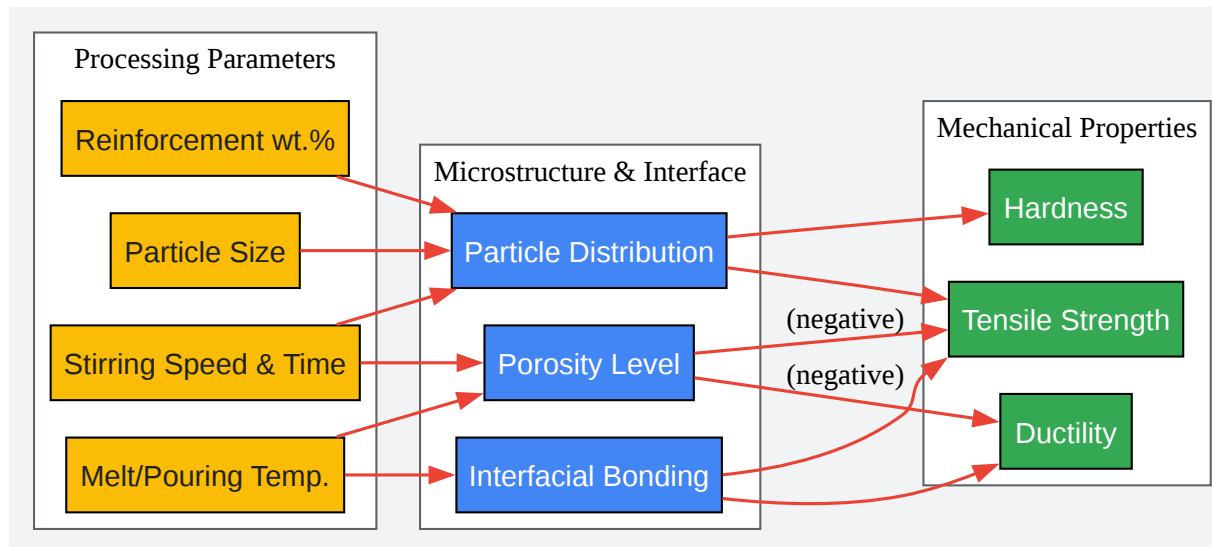 Processing Parameters
Reinforcement wt.%
Particle Size
Stirring Speed & Time
Melt/Pouring Temp.
Microstructure & Interface
Particle Distribution
Porosity Level
Interfacial Bonding
(negative)
(negative)
Mechanical Properties
Hardness
Tensile Strength
Ductility